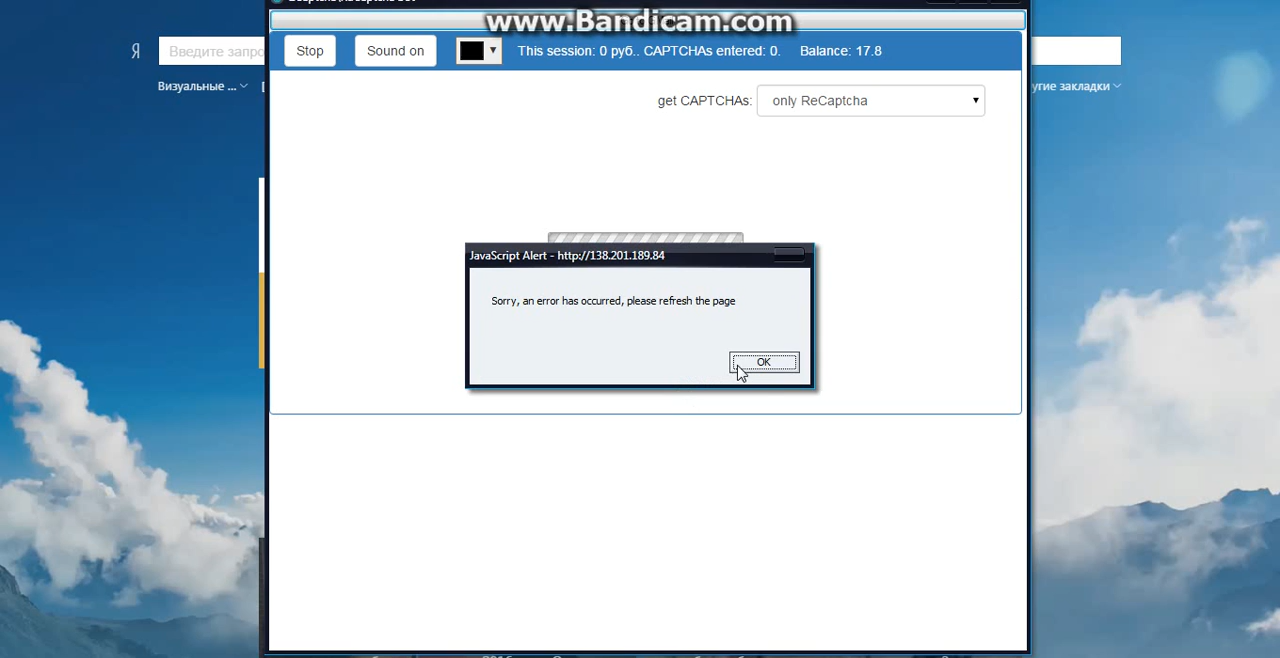 www.Bandicam.com
Я Введите запро
Stop Sound on This session: 0 руб.. CAPTCHAs entered: 0. Balance: 17.8
Визуальные ...
угие закладки
get CAPTCHAs: only ReCaptcha
JavaScript Alert - http://138.201.189.84
Sorry, an error has occurred, please refresh the page
OK